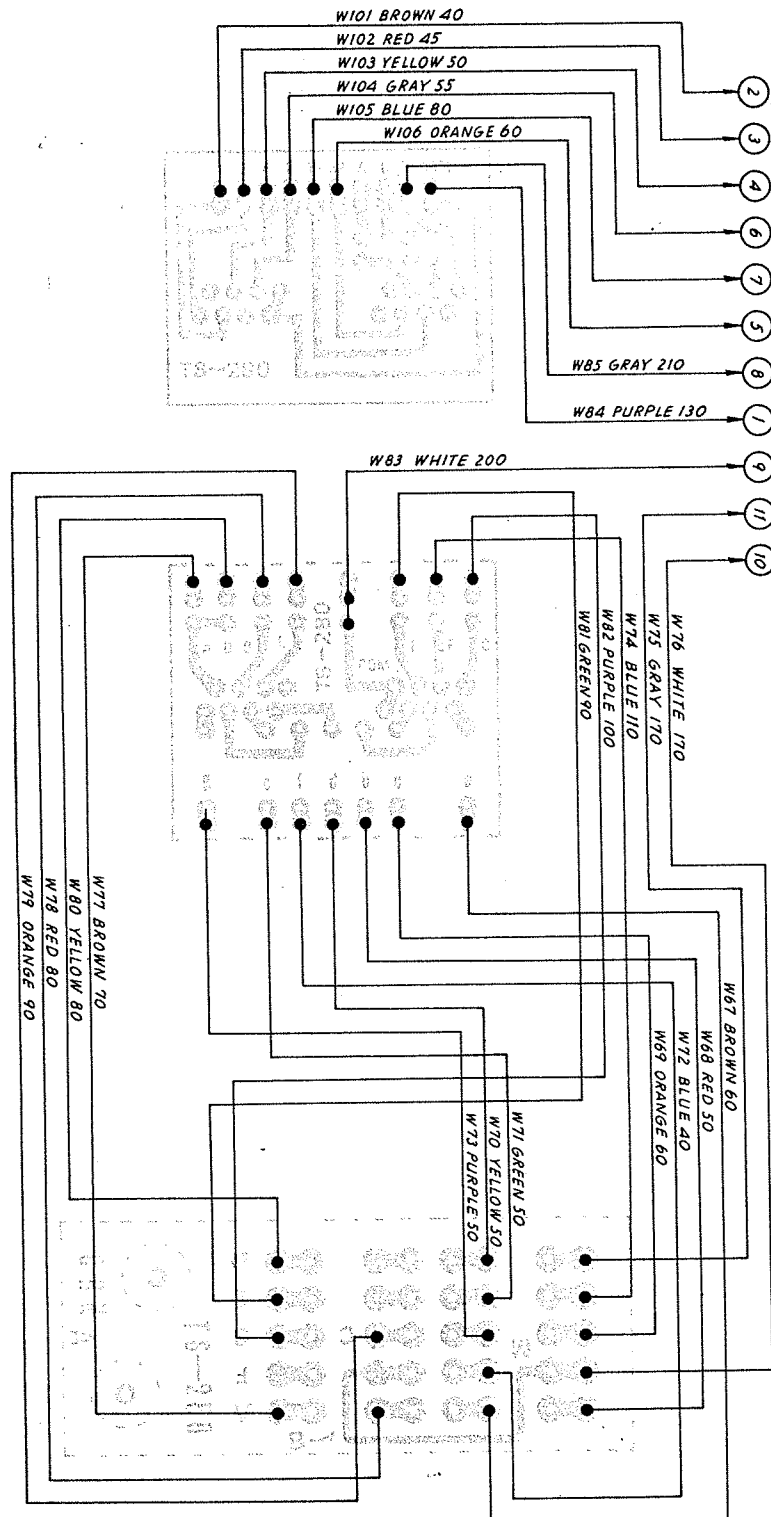 W101 BROWN 40
W102 RED 45
W103 YELLOW 50
W104 GRAY 55
W105 BLUE 80
W106 ORANGE 60
2
3
4
6
7
5
8
1
9
11
10
TS-280
W85 GRAY 210
W84 PURPLE 130
W83 WHITE 200
TS-280
W81 GREEN 90
W82 PURPLE 100
W74 BLUE 110
W75 GRAY 170
W76 WHITE 170
W79 ORANGE 90
W78 RED 80
W80 YELLOW 80
W77 BROWN 70
W73 PURPLE 50
W70 YELLOW 50
W71 GREEN 50
W69 ORANGE 60
W72 BLUE 40
W68 RED 50
W67 BROWN 60